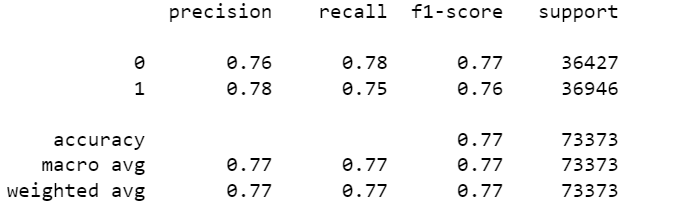 precision recall f1-score support
0 0.76 0.78 0.77 36427
1 0.78 0.75 0.76 36946
accuracy 0.77 73373
macro avg 0.77 0.77 0.77 73373
weighted avg 0.77 0.77 0.77 73373